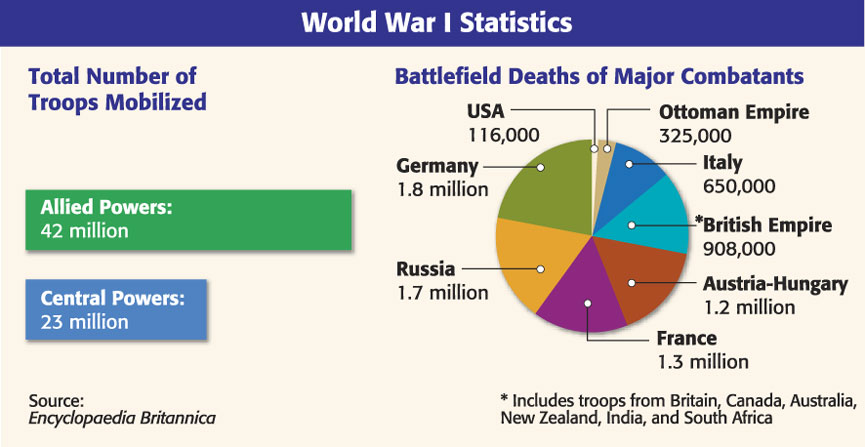 World War I Statistics
Total Number of
Troops Mobilized
Allied Powers:
42 million
Central Powers:
23 million
Source:
Encyclopaedia Britannica
Battlefield Deaths of Major Combatants
USA
116,000
Ottoman Empire
325,000
Germany
1.8 million
Italy
650,000
*British Empire
908,000
Russia
1.7 million
Austria-Hungary
1.2 million
France
1.3 million
* Includes troops from Britain, Canada, Australia,
New Zealand, India, and South Africa